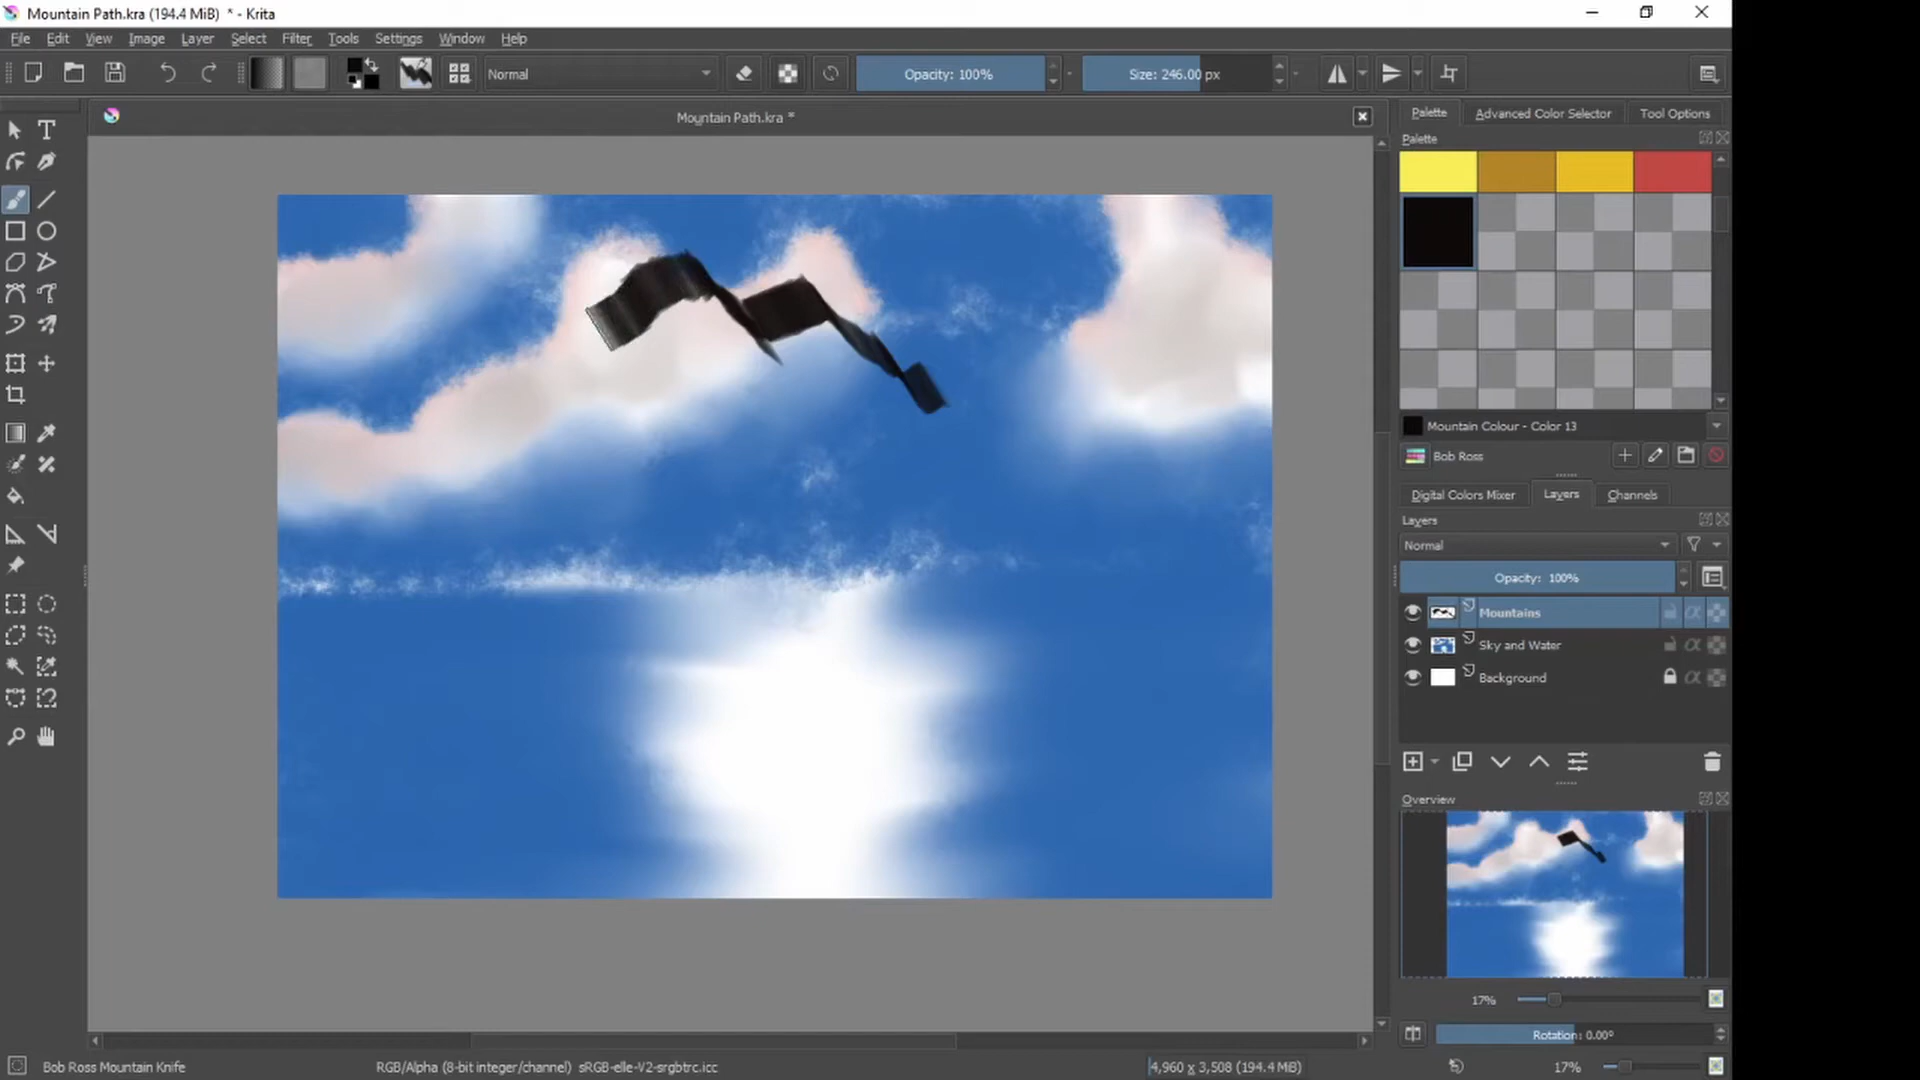 Mountain Path.kra (194.4 MiB) * - Krita
File Edit View Image Layer Select Filter Tools Settings Window Help
Normal Opacity: 100% Size: 246.00 px
Mountain Path.kra *
Palette Advanced Color Selector Tool Options
Palette
Mountain Colour - Color 13
Bob Ross
Digital Colors Mixer Layers Channels
Layers
Normal
Opacity: 100%
Mountains
Sky and Water
Background
Overview
17%
Rotation: 0.00°
Bob Ross Mountain Knife RGB/Alpha (8-bit integer/channel) sRGB-elle-V2-srgbtrc.icc 4,960 x 3,508 (194.4 MiB) 17%